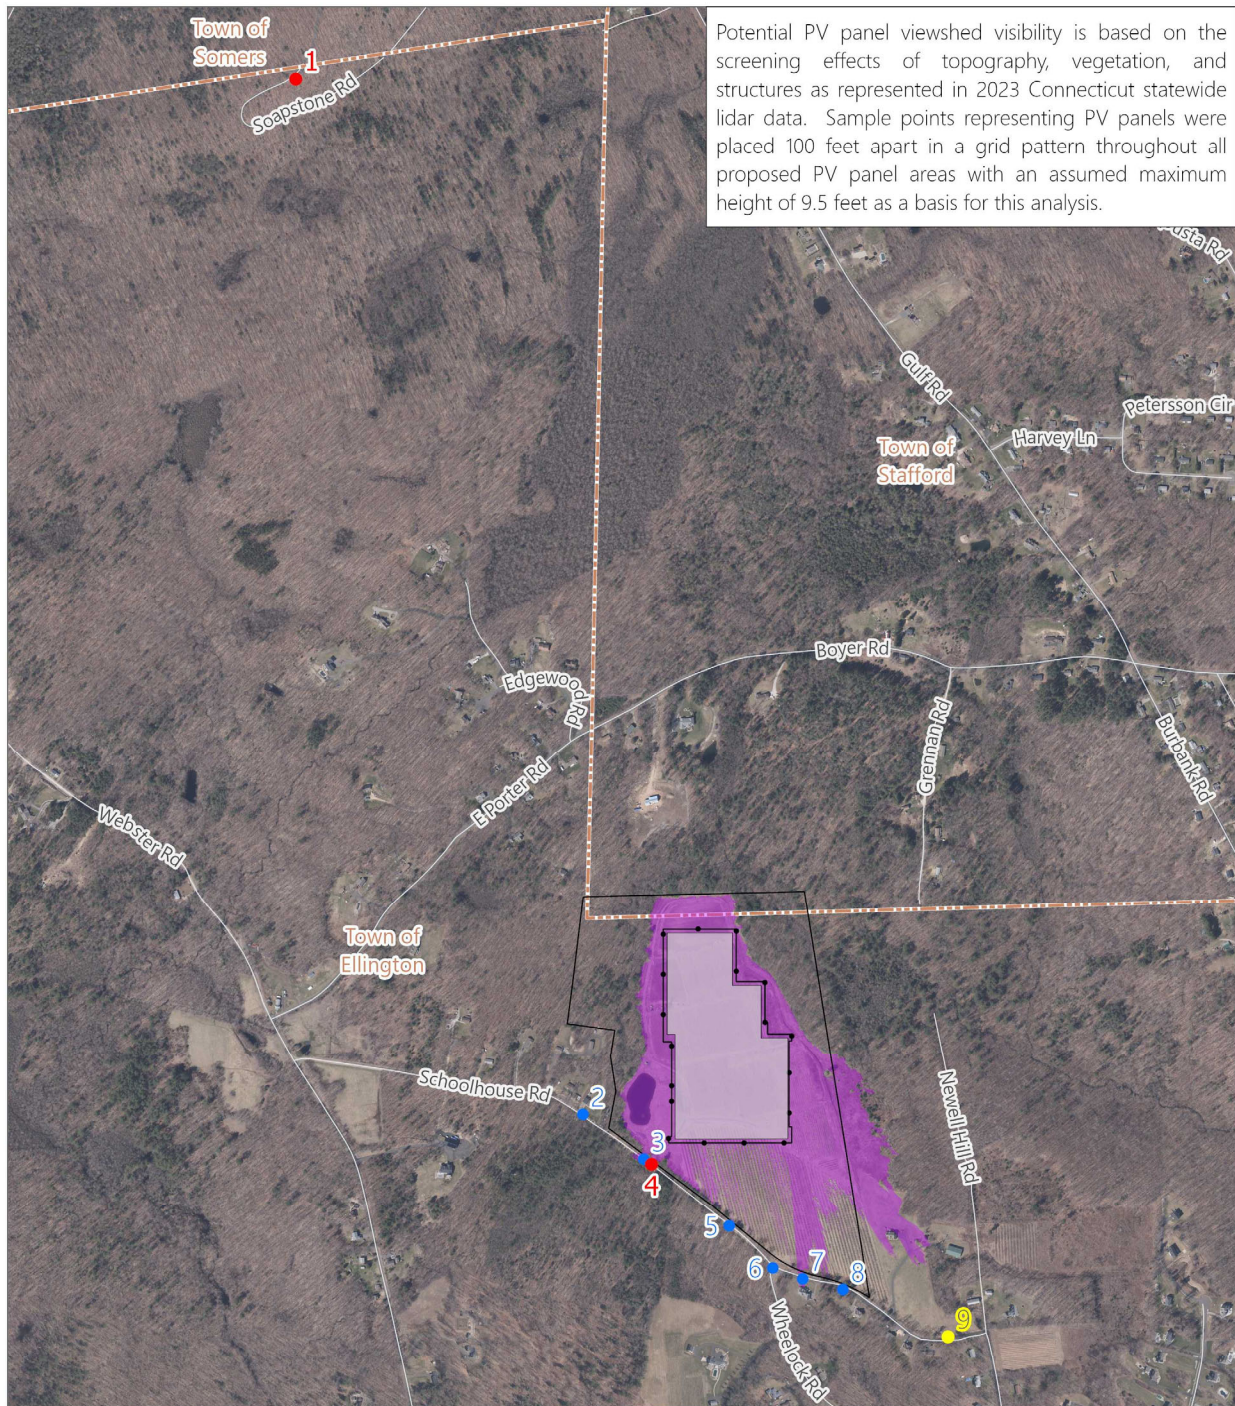 Potential PV panel viewshed visibility is based on the
screening effects of topography, vegetation, and
structures as represented in 2023 Connecticut statewide
lidar data. Sample points representing PV panels were
placed 100 feet apart in a grid pattern throughout all
proposed PV panel areas with an assumed maximum
height of 9.5 feet as a basis for this analysis.
Town of
Somers
1
Soapstone Rd
Rd
Gulf Rd
Petersson Cir
Harvey Ln
Town of
Stafford
Boyer Rd
Edgewood Rd
Grennan Rd
Burbank Rd
E Porter Rd
Webster Rd
Town of
Ellington
Schoolhouse Rd
2
3
4
5
6
7
8
9
Newell Hill Rd
Wheelock Rd